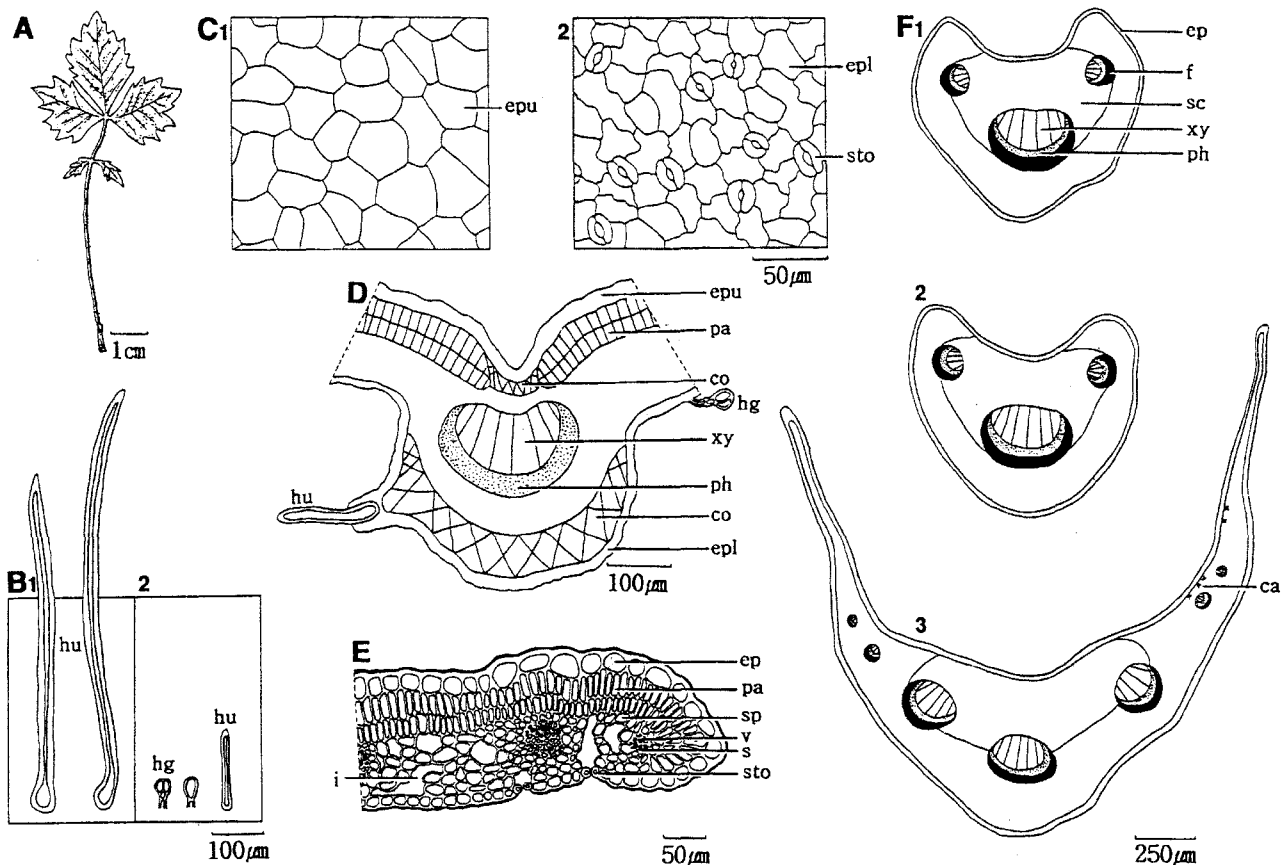 A
1cm
B1
hu
hu
2
hg
hu
100㎛
C1
epu
2
epl
sto
50㎛
D
epu
pa
co
hg
xy
ph
hu
co
epl
100㎛
E
ep
pa
sp
v
s
sto
i
50㎛
F1
ep
f
sc
xy
ph
2
3
ca
250㎛